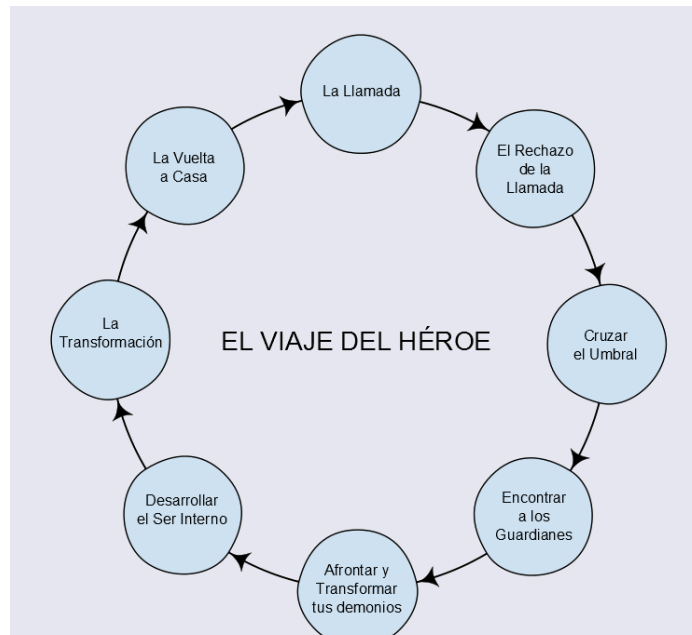 La Llamada
El Rechazo
de la
Llamada
Cruzar
el Umbral
Encontrar
a los
Guardianes
Afrontar y
Transformar
tus demonios
Desarrollar
el Ser Interno
La
Transformación
La Vuelta
a Casa
EL VIAJE DEL HÉROE